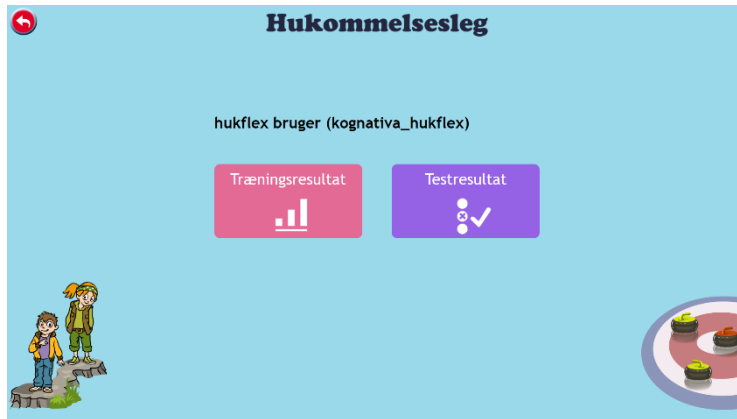 Hukommelsesleg
hukflex bruger (kognativa_hukflex)
Træningsresultat
Testresultat